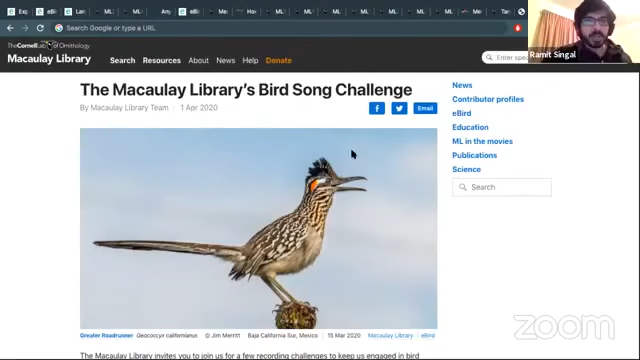 Search Google or type a URL
Ramit Singal
TheCornellLab of Ornithology
Macaulay Library
Search Resources About News Help Donate
Enter spec
The Macaulay Library's Bird Song Challenge
By Macaulay Library Team 1 Apr 2020
Email
News
Contributor profiles
eBird
Education
ML in the movies
Publications
Science
Search
Greater Roadrunner Geococcyx californianus © Jim Merritt Baja California Sur, Mexico 15 Mar 2020 Macaulay Library eBird
The Macaulay Library invites you to join us for a few recording challenges to keep us engaged in bird
zoom